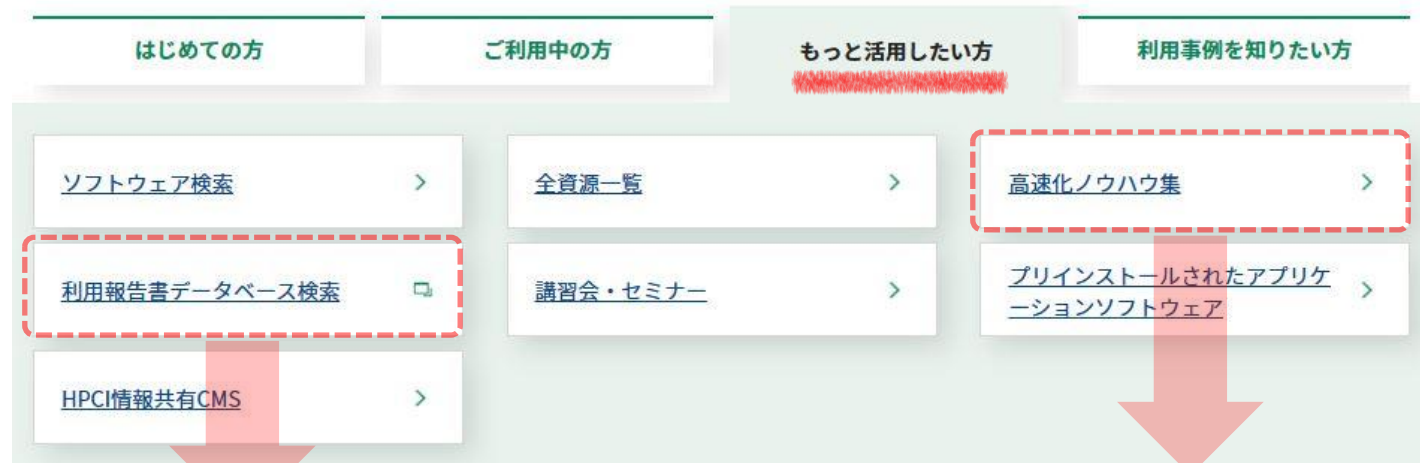 はじめての方
ご利用中の方
もっと活用したい方
利用事例を知りたい方
ソフトウェア検索
全資源一覧
高速化ノウハウ集
利用報告書データベース検索
講習会・セミナー
プリインストールされたアプリケ
ーションソフトウェア
HPCI情報共有CMS